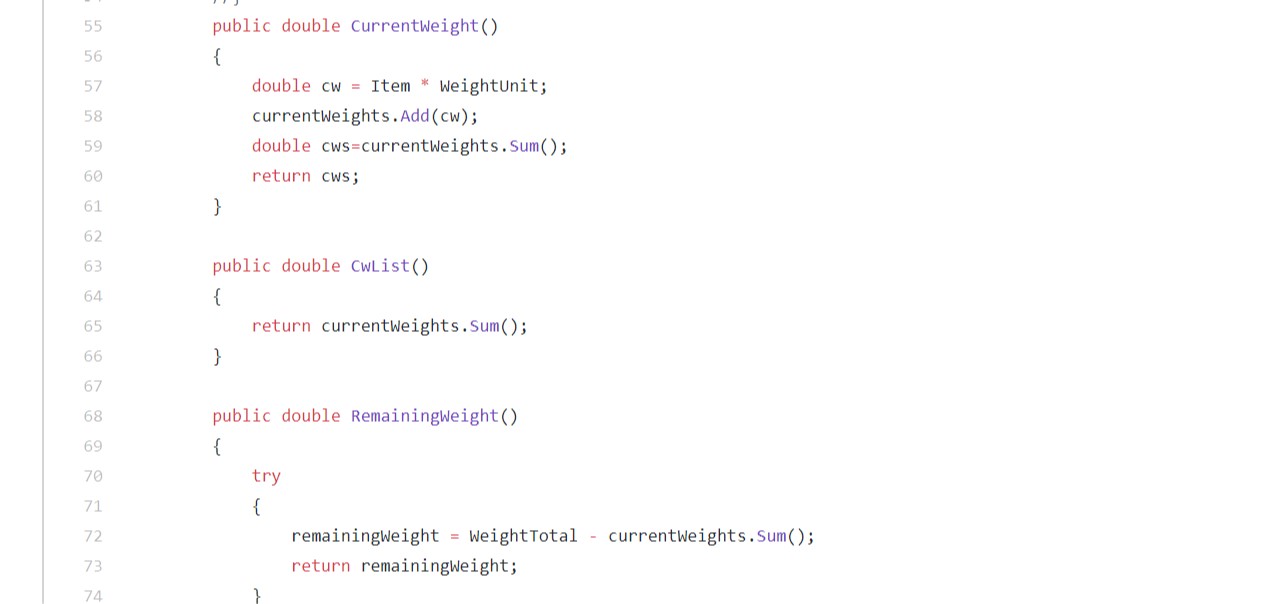 55 public double CurrentWeight()
56 {
57 double cw = Item * WeightUnit;
58 currentWeights.Add(cw);
59 double cws=currentWeights.Sum();
60 return cws;
61 }
62
63 public double CwList()
64 {
65 return currentWeights.Sum();
66 }
67
68 public double RemainingWeight()
69 {
70 try
71 {
72 remainingWeight = WeightTotal - currentWeights.Sum();
73 return remainingWeight;
74 }